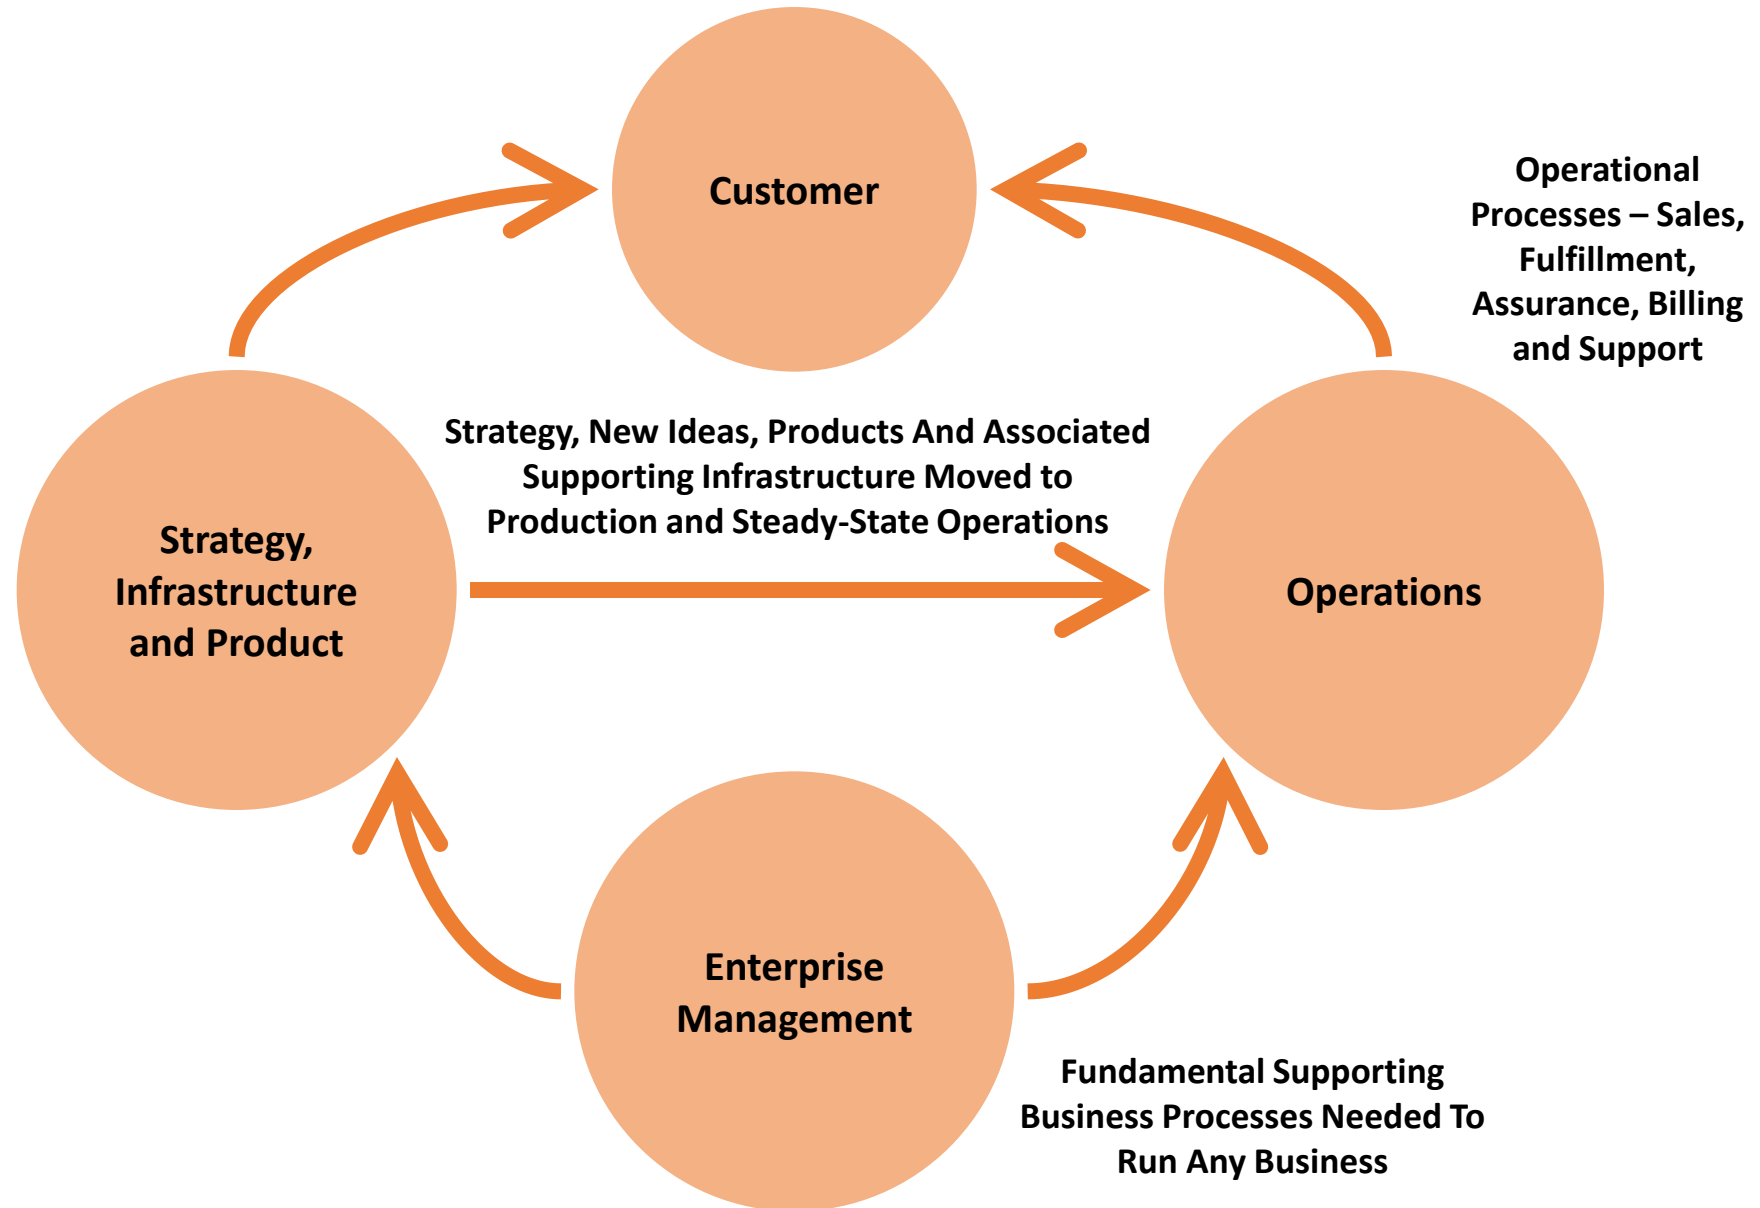 Customer
Operational
Processes – Sales,
Fulfillment,
Assurance, Billing
and Support
Strategy, New Ideas, Products And Associated
Supporting Infrastructure Moved to
Production and Steady-State Operations
Strategy,
Infrastructure
and Product
Operations
Enterprise
Management
Fundamental Supporting
Business Processes Needed To
Run Any Business